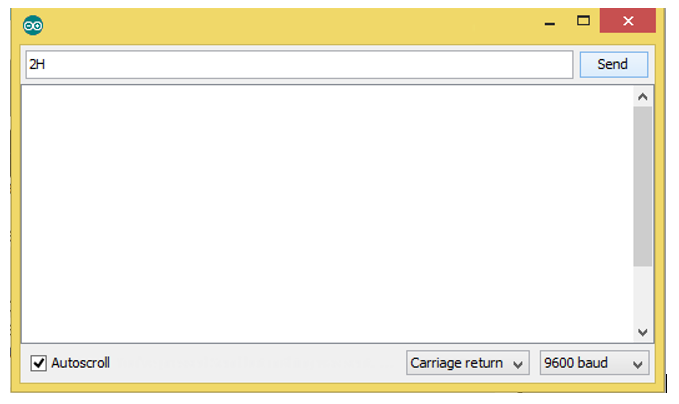 2H
Send
Autoscroll
Carriage return
9600 baud